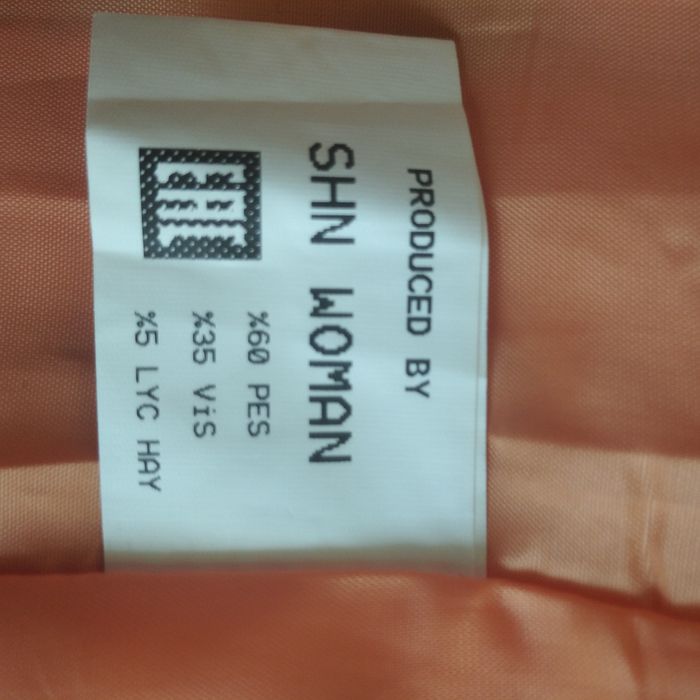 PRODUCED BY
SHN WOMAN
%60 PES
%35 ViS
%5 LYC HAY